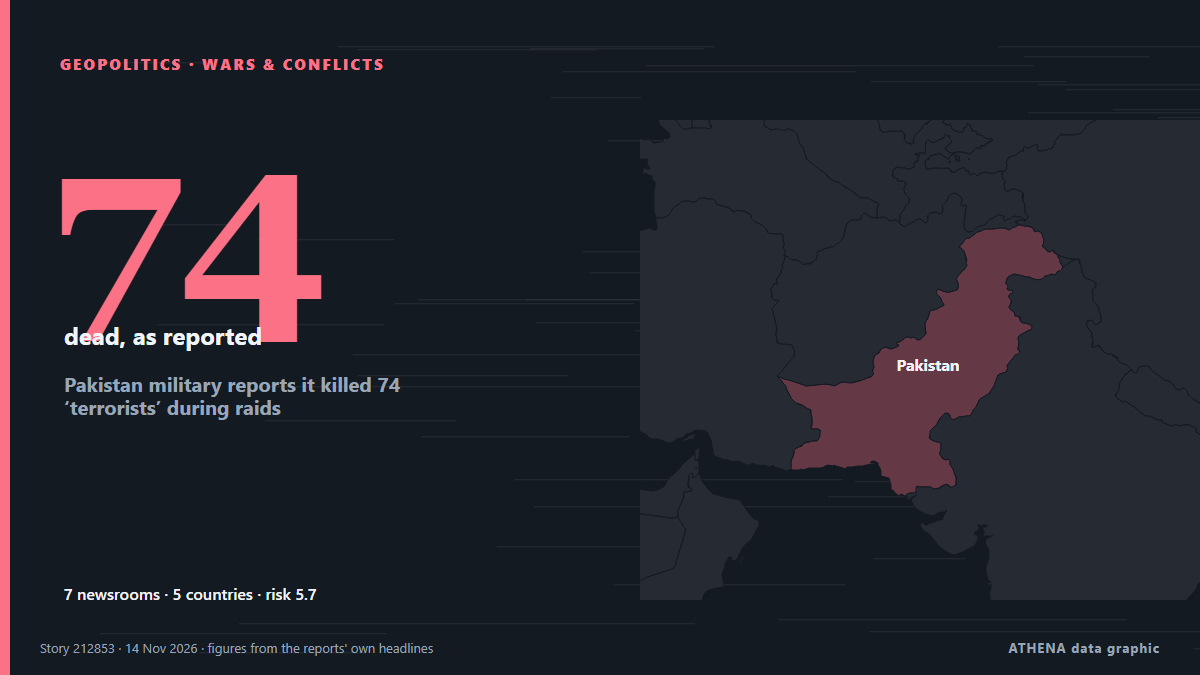 GEOPOLITICS · WARS & CONFLICTS
74
dead, as reported
Pakistan military reports it killed 74
‘terrorists’ during raids
Pakistan
7 newsrooms · 5 countries · risk 5.7
Story 212853 · 14 Nov 2026 · figures from the reports' own headlines
ATHENA data graphic